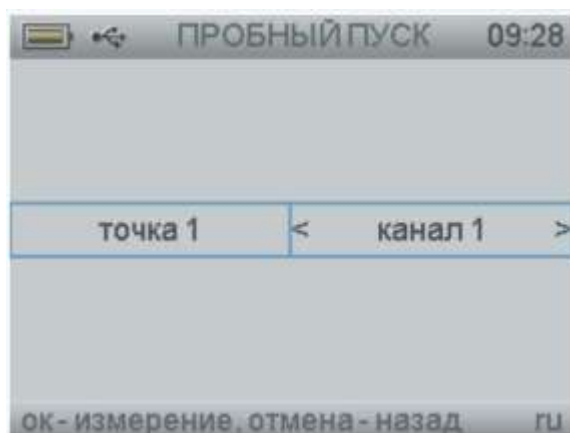 ПРОБНЫЙ ПУСК 09:28
точка 1 < канал 1 >
ок - измерение, отмена - назад ru